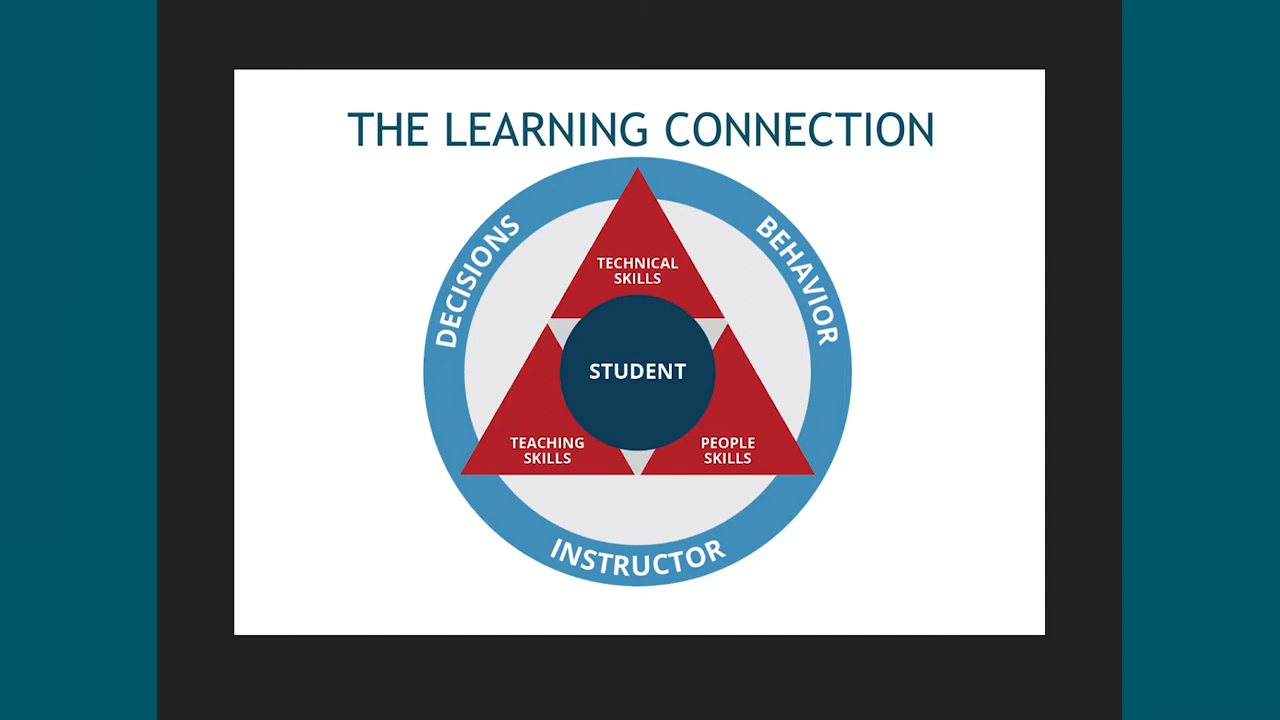 THE LEARNING CONNECTION
DECISIONS
BEHAVIOR
TECHNICAL
SKILLS
STUDENT
TEACHING
SKILLS
PEOPLE
SKILLS
INSTRUCTOR